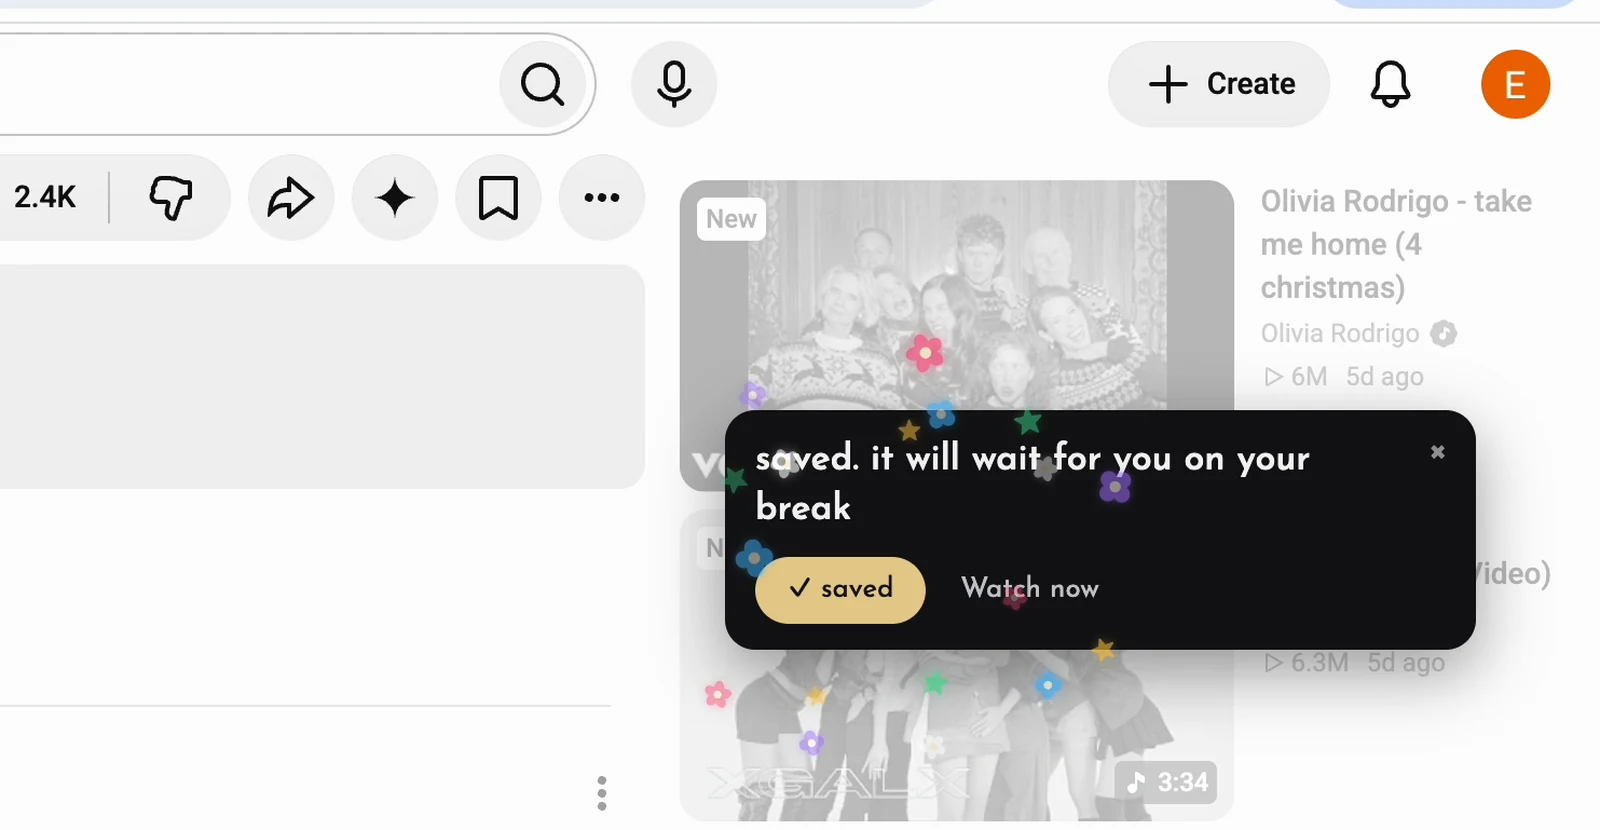 Create
E
2.4K
New
Olivia Rodrigo - take
me home (4
christmas)
Olivia Rodrigo
6M 5d ago
saved. it will wait for you on your
break
✓ saved
Watch now
Video)
6.3M 5d ago
XGALX
3:34